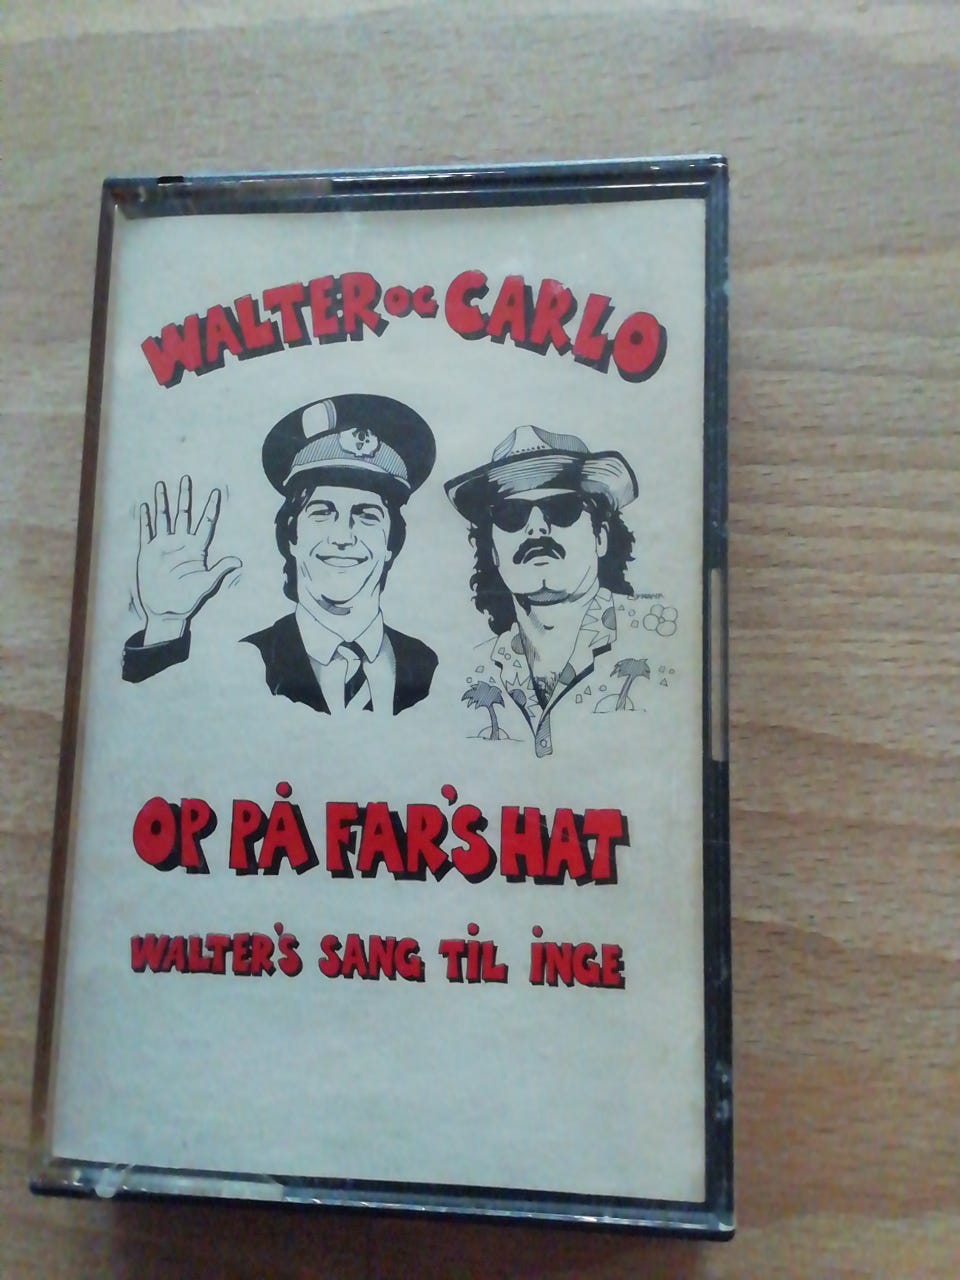 WALTER OG CARLO
OP PÅ FAR'S HAT
WALTER'S SANG TIL INGE